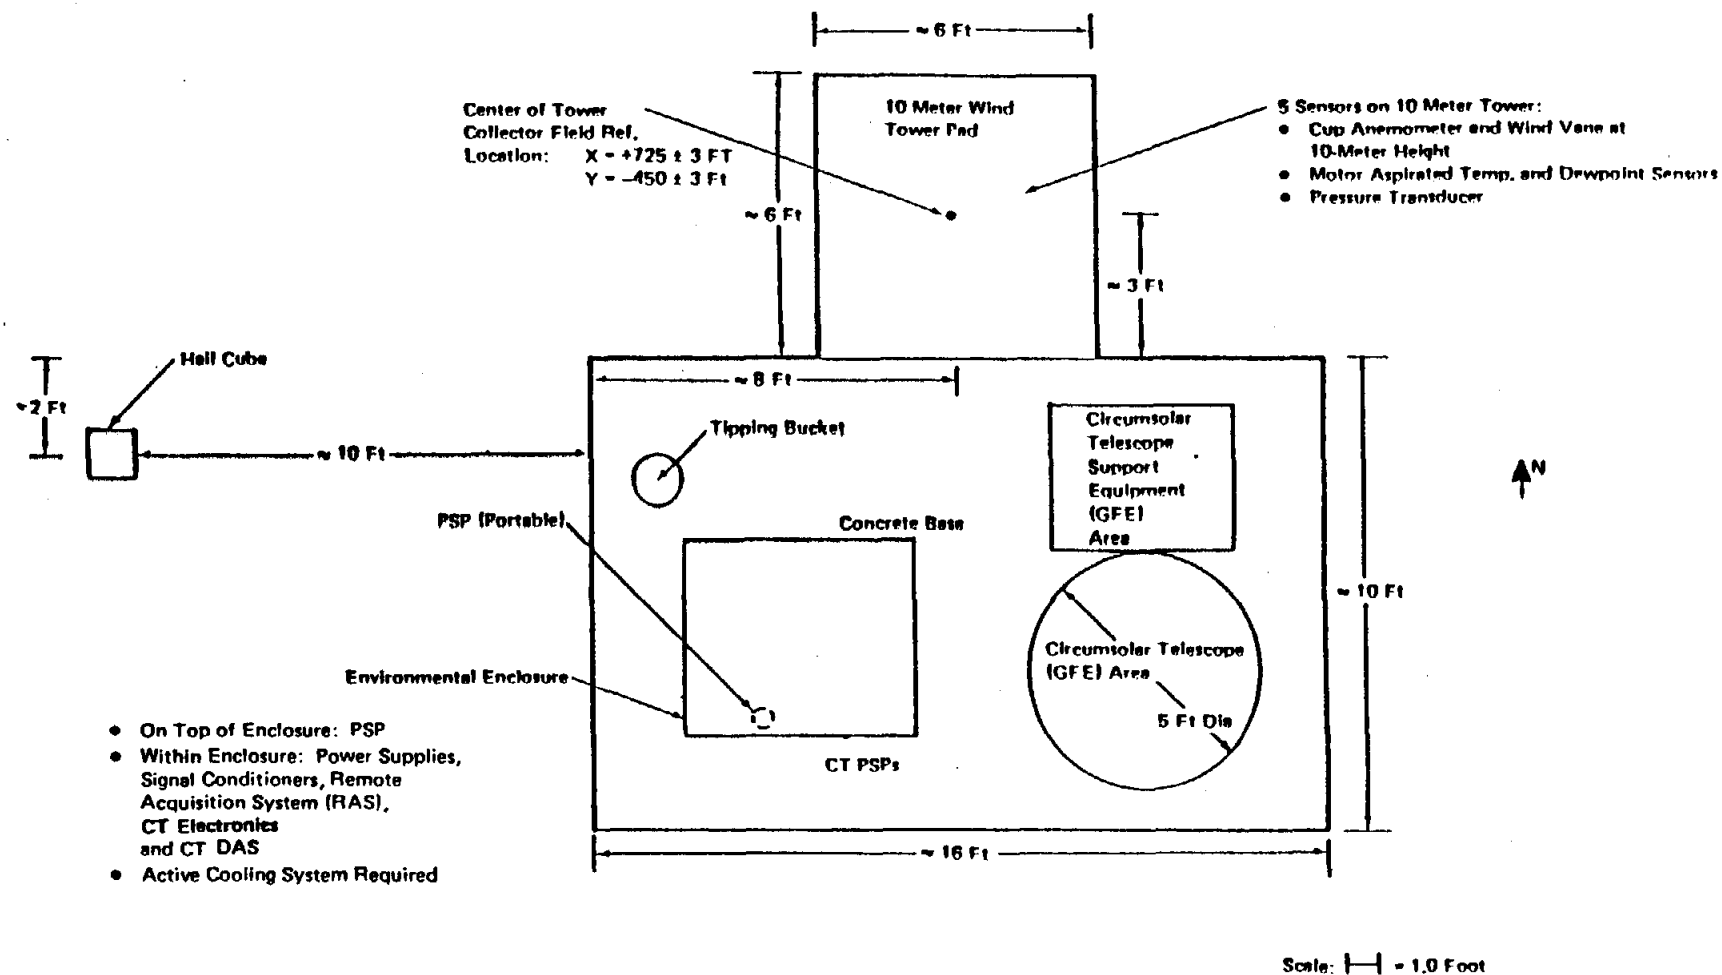 ≈ 6 Ft
Center of Tower
Collector Field Ref.
Location: X = +725 ± 3 FT
Y = -450 ± 3 Ft
10 Meter Wind
Tower Pad
5 Sensors on 10 Meter Tower:
● Cup Anemometer and Wind Vane at
10-Meter Height
● Motor Aspirated Temp. and Dewpoint Sensors
● Pressure Transducer
≈ 6 Ft
≈ 3 Ft
Hail Cube
≈2 Ft
≈ 8 Ft
Tipping Bucket
≈ 10 Ft
Circumsolar
Telescope
Support
Equipment
(GFE)
Area
N
PSP (Portable)
Concrete Base
≈ 10 Ft
Circumsolar Telescope
(GFE) Area
Environmental Enclosure
5 Ft Dia
● On Top of Enclosure: PSP
● Within Enclosure: Power Supplies,
Signal Conditioners, Remote
Acquisition System (RAS),
CT Electronics
and CT DAS
● Active Cooling System Required
CT PSPs
≈ 16 Ft
Scale: = 1.0 Foot